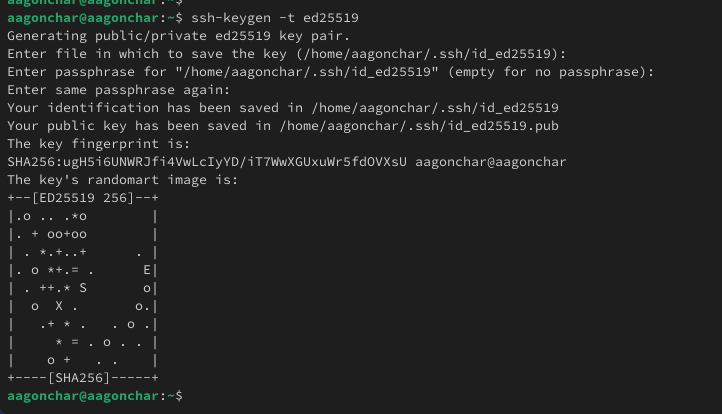 aagonchar@aagonchar:~$
aagonchar@aagonchar:~$ ssh-keygen -t ed25519
Generating public/private ed25519 key pair.
Enter file in which to save the key (/home/aagonchar/.ssh/id_ed25519):
Enter passphrase for "/home/aagonchar/.ssh/id_ed25519" (empty for no passphrase):
Enter same passphrase again:
Your identification has been saved in /home/aagonchar/.ssh/id_ed25519
Your public key has been saved in /home/aagonchar/.ssh/id_ed25519.pub
The key fingerprint is:
SHA256:ugH5i6UNWRJfi4VwLcIyYD/iT7WwXGUxuWr5fdOVXsU aagonchar@aagonchar
The key's randomart image is:
+--[ED25519 256]--+
|.o .. .*o        |
|. + oo+oo        |
| . *.+..+      . |
|. o *+.= .      E|
| . ++.* S       o|
|  o  X .       o.|
|   .+ * .   . o .|
|     * = . o . . |
|    o +   . .    |
+----[SHA256]-----+
aagonchar@aagonchar:~$